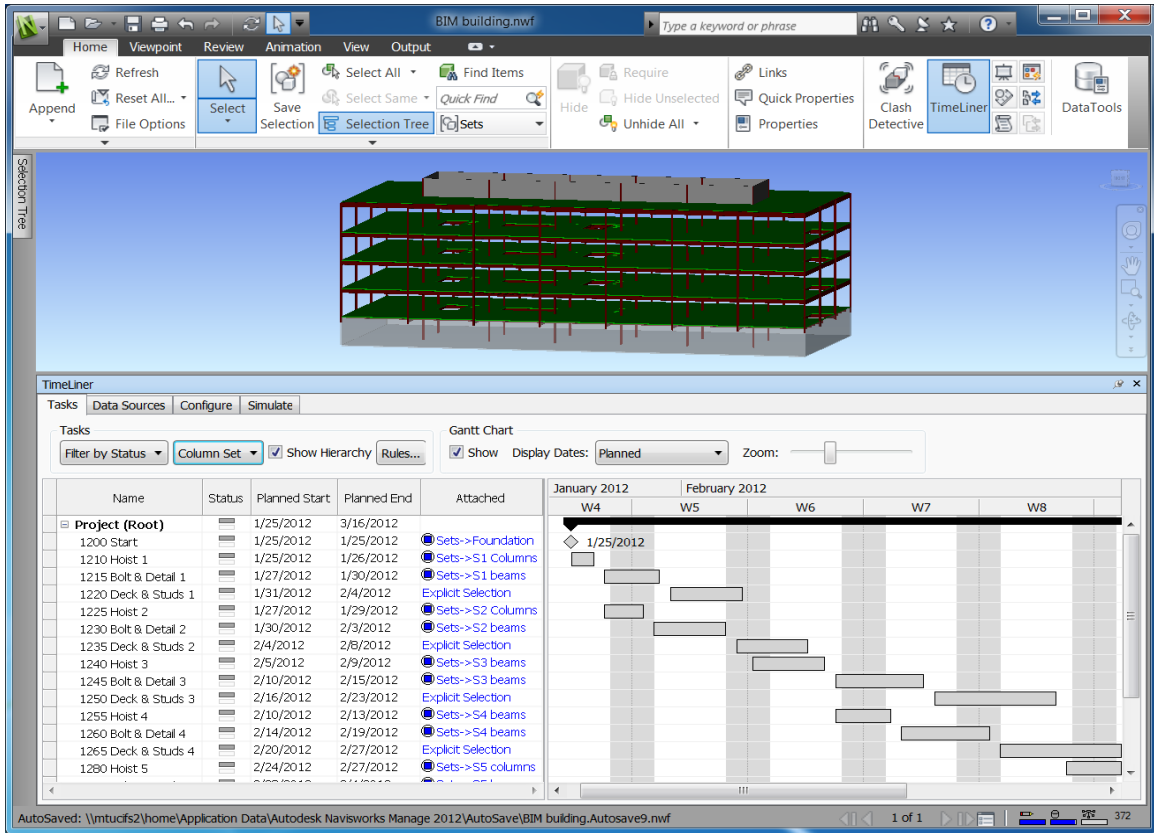 BIM building.nwf
Type a keyword or phrase
Home Viewpoint Review Animation View Output
Append
Refresh
Reset All...
File Options
Select
Save Selection
Select All
Select Same
Selection Tree
Find Items
Quick Find
Sets
Hide
Require
Hide Unselected
Unhide All
Links
Quick Properties
Properties
Clash Detective
TimeLiner
DataTools
Selection Tree
TimeLiner
Tasks Data Sources Configure Simulate
Tasks
Filter by Status Column Set Show Hierarchy Rules...
Gantt Chart
Show Display Dates: Planned Zoom:
Name Status Planned Start Planned End Attached
January 2012 February 2012
W4 W5 W6 W7 W8
Project (Root) 1/25/2012 3/16/2012
1200 Start 1/25/2012 1/25/2012 Sets->Foundation 1/25/2012
1210 Hoist 1 1/25/2012 1/26/2012 Sets->S1 Columns
1215 Bolt & Detail 1 1/27/2012 1/30/2012 Sets->S1 beams
1220 Deck & Studs 1 1/31/2012 2/4/2012 Explicit Selection
1225 Hoist 2 1/27/2012 1/29/2012 Sets->S2 Columns
1230 Bolt & Detail 2 1/30/2012 2/3/2012 Sets->S2 beams
1235 Deck & Studs 2 2/4/2012 2/8/2012 Explicit Selection
1240 Hoist 3 2/5/2012 2/9/2012 Sets->S3 beams
1245 Bolt & Detail 3 2/10/2012 2/15/2012 Sets->S3 beams
1250 Deck & Studs 3 2/16/2012 2/23/2012 Explicit Selection
1255 Hoist 4 2/10/2012 2/13/2012 Sets->S4 beams
1260 Bolt & Detail 4 2/14/2012 2/19/2012 Sets->S4 beams
1265 Deck & Studs 4 2/20/2012 2/27/2012 Explicit Selection
1280 Hoist 5 2/24/2012 2/27/2012 Sets->S5 columns
AutoSaved: \\mtucifs2\home\Application Data\Autodesk Navisworks Manage 2012\AutoSave\BIM building.Autosave9.nwf
1 of 1
372